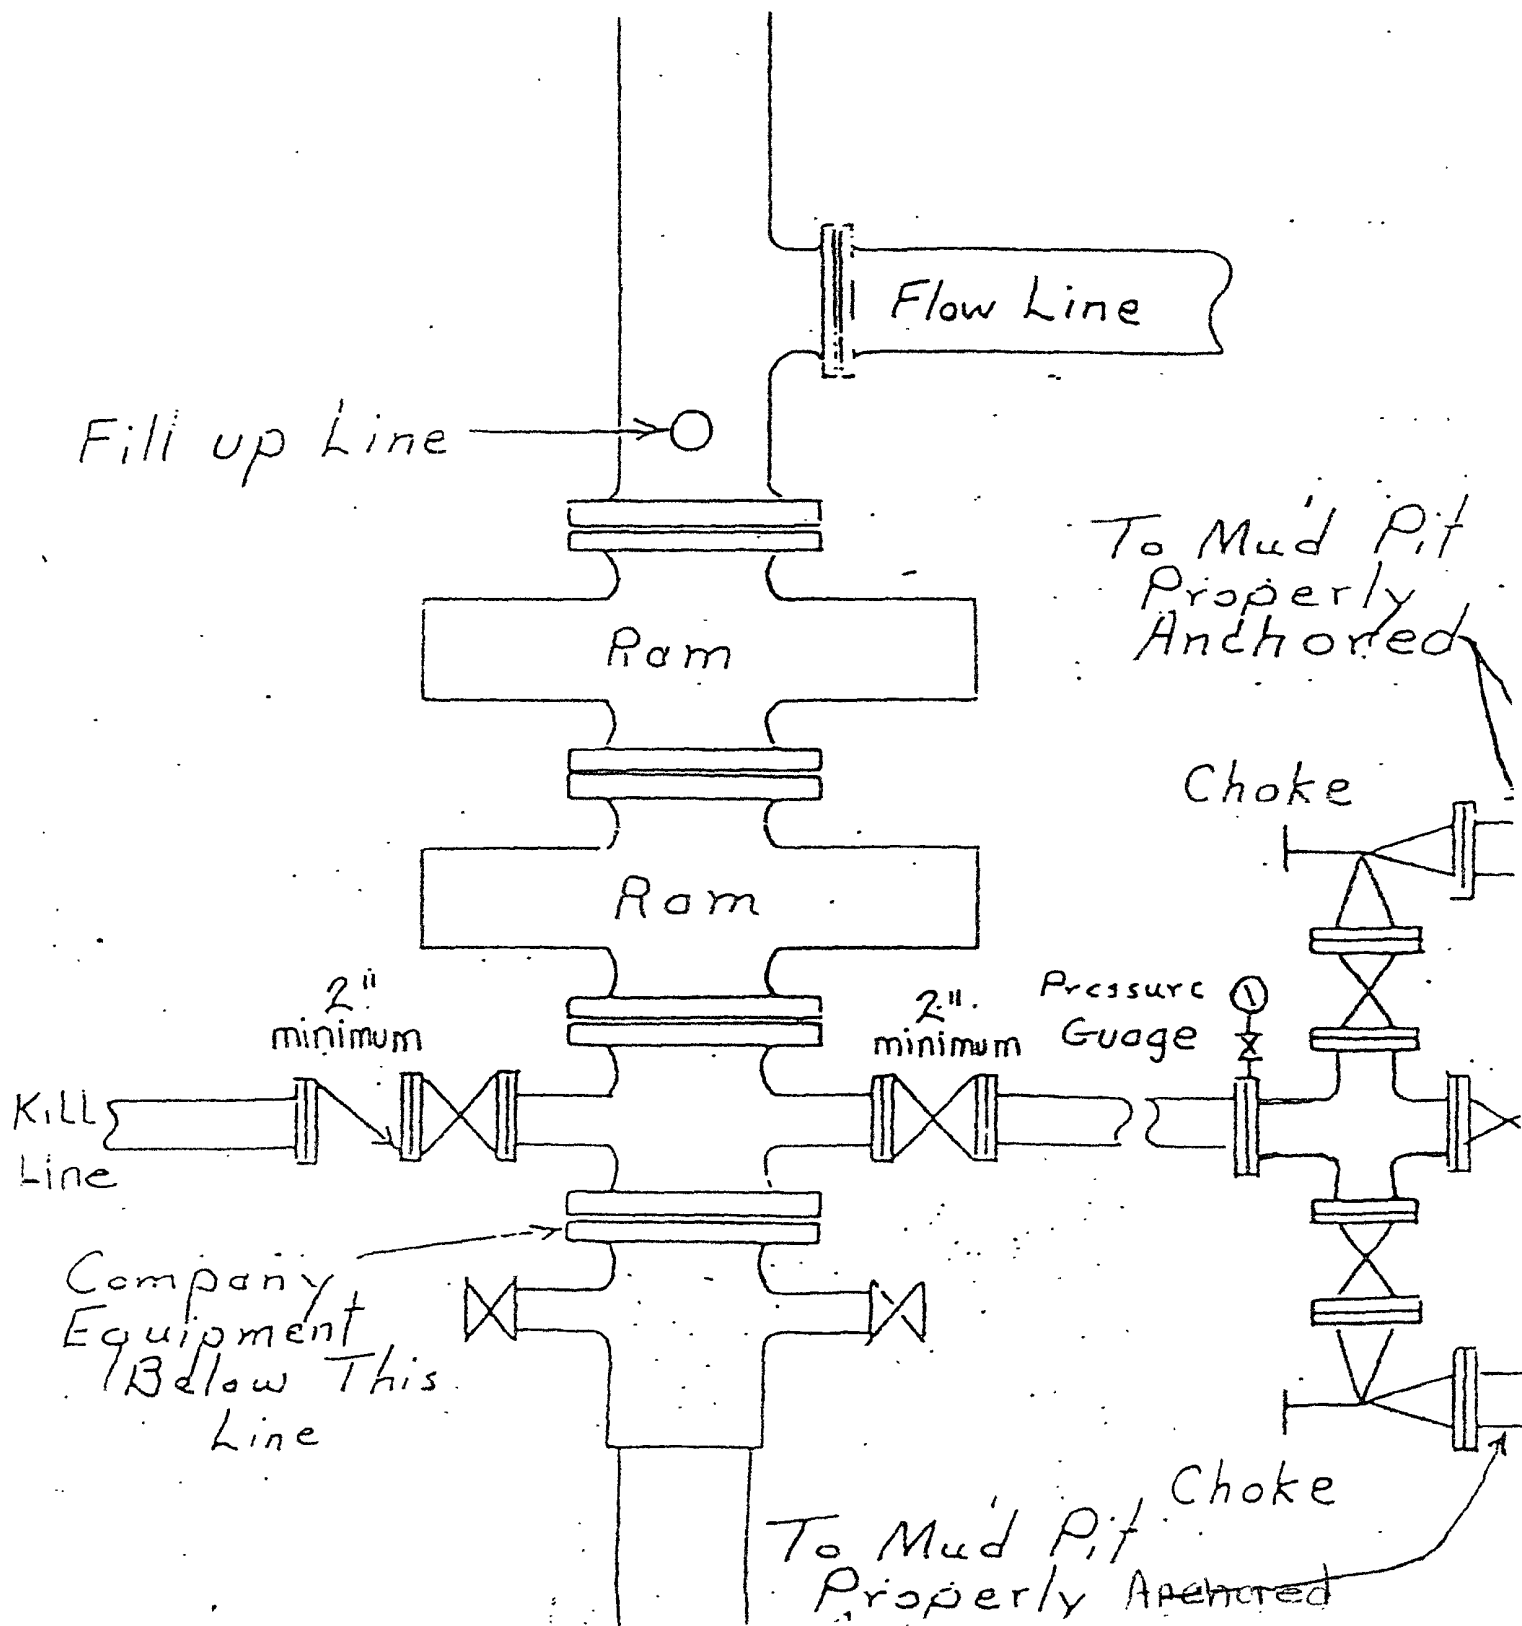 Flow Line
Fill up Line
To Mud Pit
Properly
Anchored
Ram
Choke
Ram
2"
minimum
2"
minimum
Pressure
Guage
Kill
Line
Company
Equipment
Below This
Line
Choke
To Mud Pit
Properly Anchored